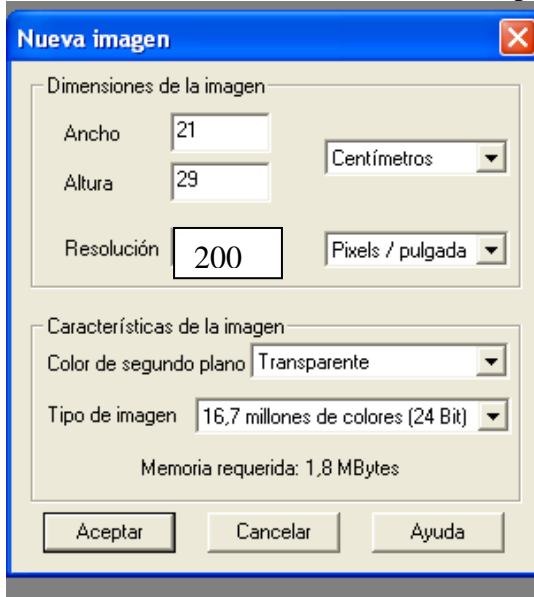 Nueva imagen
Dimensiones de la imagen
Ancho 21
Centímetros
Altura 29
Resolución 200 Pixels / pulgada
Características de la imagen
Color de segundo plano Transparente
Tipo de imagen 16,7 millones de colores (24 Bit)
Memoria requerida: 1,8 MBytes
Aceptar Cancelar Ayuda